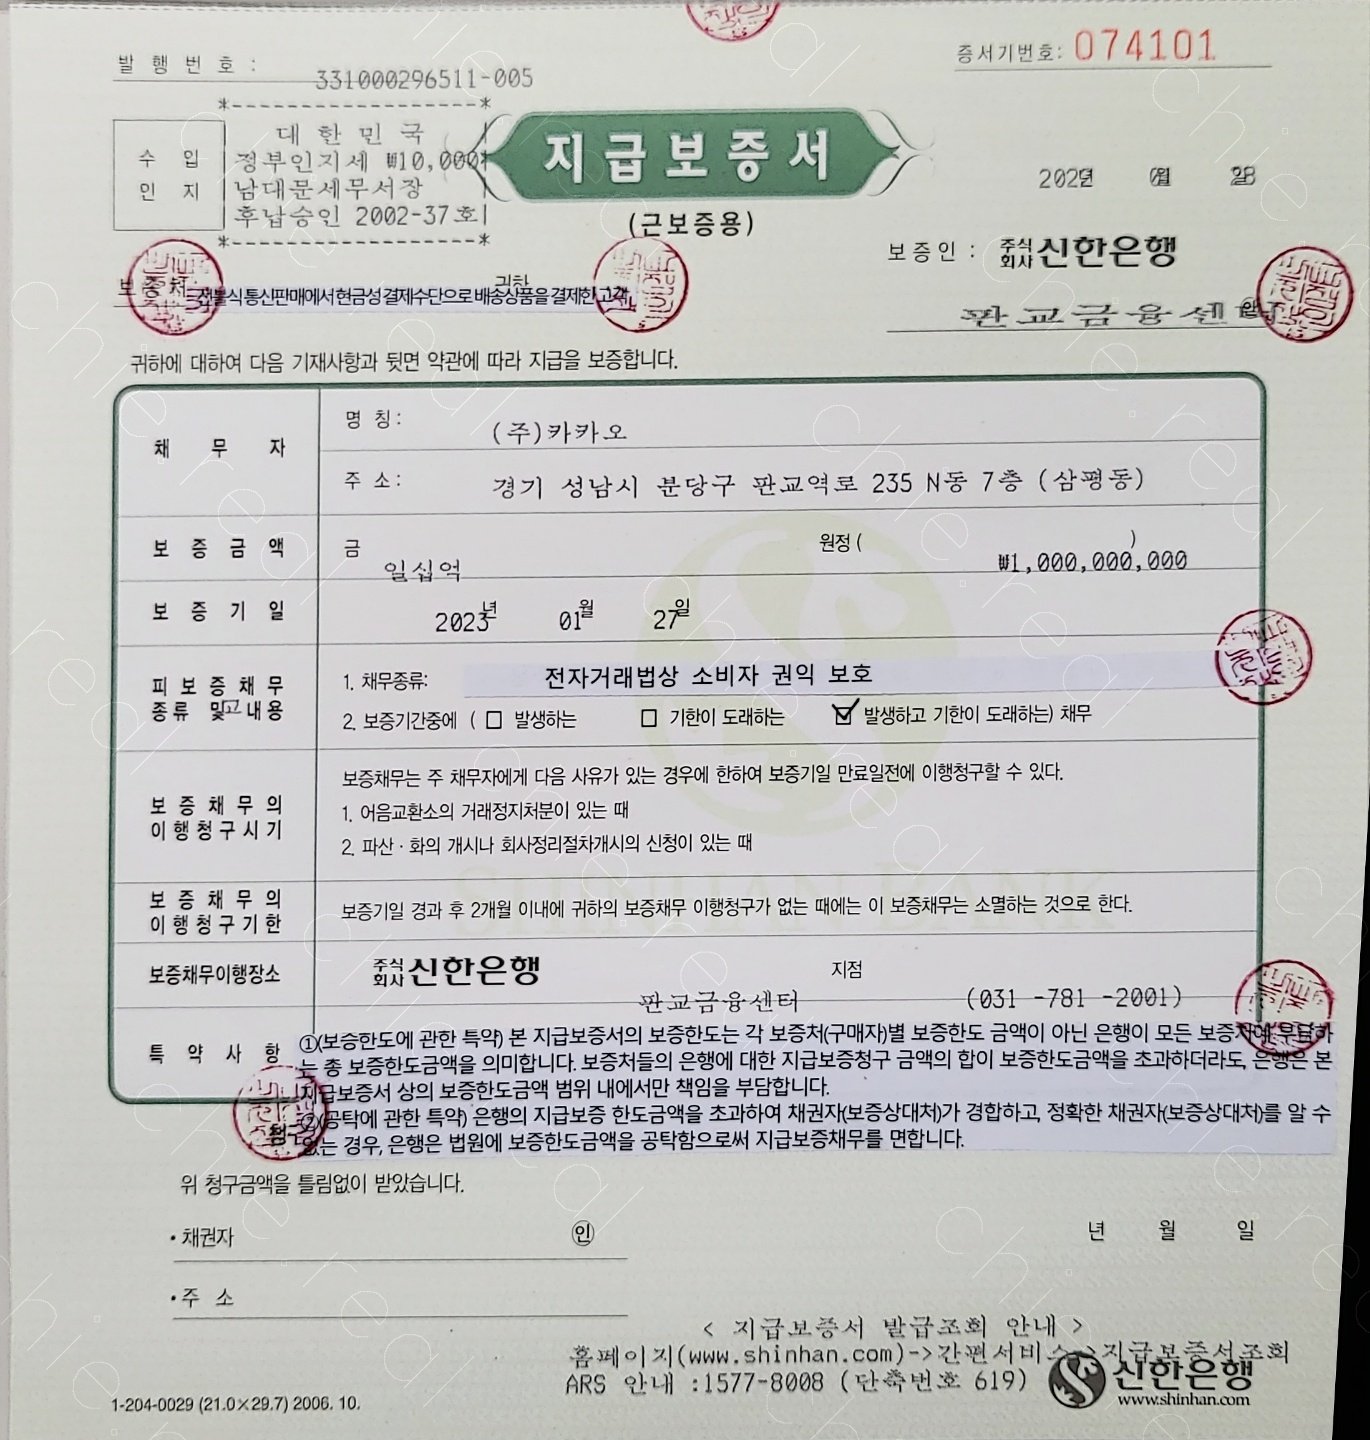 발 행 번 호 : 331000296511-005
증서기번호: 074101
수 입
인 지
대 한 민 국
정부인지세 ₩10,000
남대문세무서장
후납승인 2002-37호
지급보증서
(근보증용)
년 월
보증인 : 주식회사 신한은행
판교금융센터
보증처 귀하
선불식 통신판매에서 현금성 결제수단으로 배송상품을 결제한 고객
귀하에 대하여 다음 기재사항과 뒷면 약관에 따라 지급을 보증합니다.
채 무 자
명 칭: (주)카카오
주 소: 경기 성남시 분당구 판교역로 235 N동 7층 (삼평동)
보 증 금 액
금 일십억 원정 ( ₩1,000,000,000 )
보 증 기 일
2023년 01월 27일
피 보 증 채 무
종류 및 내용
1. 채무종류: 전자거래법상 소비자 권익 보호
2. 보증기간중에 ( □ 발생하는 □ 기한이 도래하는 ☑ 발생하고 기한이 도래하는) 채무
보 증 채 무 의
이 행 청 구 시 기
보증채무는 주 채무자에게 다음 사유가 있는 경우에 한하여 보증기일 만료일전에 이행청구할 수 있다.
1. 어음교환소의 거래정지처분이 있는 때
2. 파산 · 화의 개시나 회사정리절차개시의 신청이 있는 때
보 증 채 무 의
이 행 청 구 기 한
보증기일 경과 후 2개월 이내에 귀하의 보증채무 이행청구가 없는 때에는 이 보증채무는 소멸하는 것으로 한다.
SHINHAN BANK
보증채무이행장소
주식회사 신한은행 지점
판교금융센터 (031 -781 -2001)
특 약 사 항
①(보증한도에 관한 특약) 본 지급보증서의 보증한도는 각 보증처(구매자)별 보증한도 금액이 아닌 은행이 모든 보증처에 부담하
는 총 보증한도금액을 의미합니다. 보증처들의 은행에 대한 지급보증청구 금액의 합이 보증한도금액을 초과하더라도, 은행은 본
지급보증서 상의 보증한도금액 범위 내에서만 책임을 부담합니다.
②(공탁에 관한 특약) 은행의 지급보증 한도금액을 초과하여 채권자(보증상대처)가 경합하고, 정확한 채권자(보증상대처)를 알 수
없는 경우, 은행은 법원에 보증한도금액을 공탁함으로써 지급보증채무를 면합니다.
위 청구금액을 틀림없이 받았습니다.
• 채권자 인
년 월 일
• 주 소
< 지급보증서 발급조회 안내 >
홈페이지(www.shinhan.com)->간편서비스->지급보증서조회
ARS 안내 :1577-8008 (단축번호 619)
신한은행
www.shinhan.com
1-204-0029 (21.0×29.7) 2006. 10.